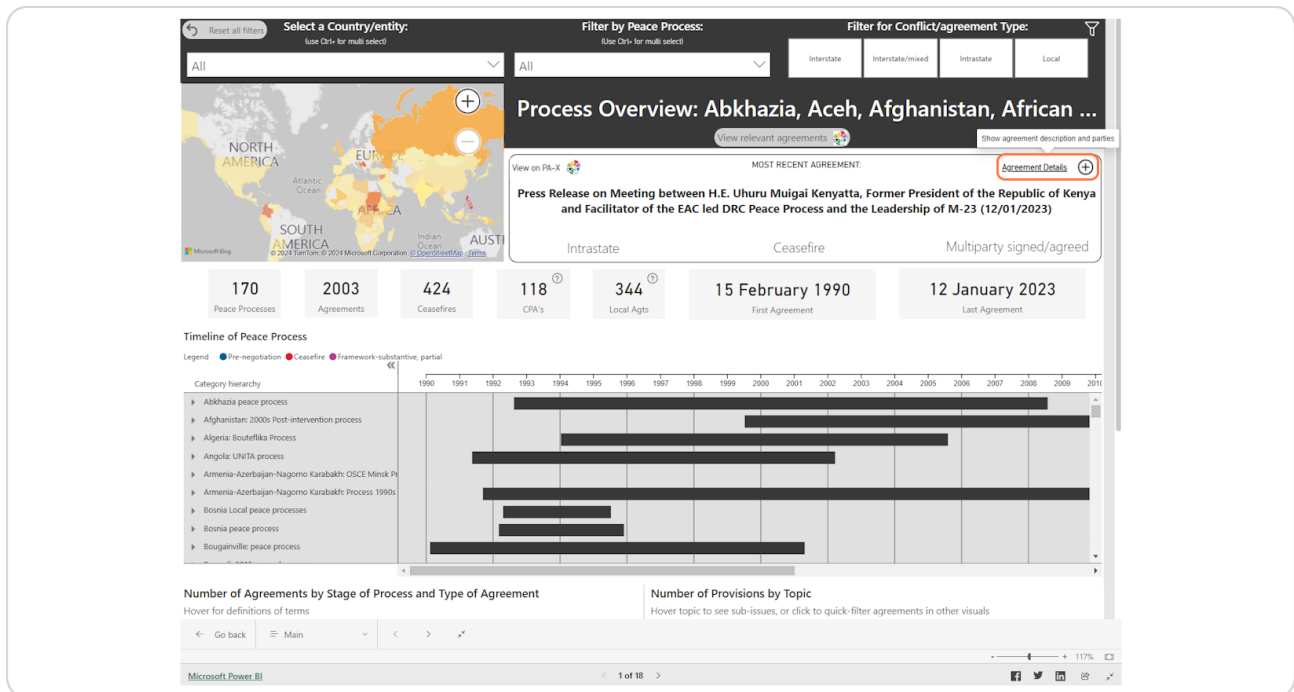 Reset all filters
Select a Country/entity:
(use Ctrl+ for multi select)
All
Filter by Peace Process:
(Use Ctrl+ for multi select)
All
Filter for Conflict/agreement Type:
Interstate
Interstate/mixed
Intrastate
Local
NORTH AMERICA
EUROPE
Atlantic
Ocean
AFRICA
SOUTH
AMERICA
Indian
Ocean
AUSTI
Microsoft Bing
© 2024 TomTom, © 2024 Microsoft Corporation, © OpenStreetMap Terms
Process Overview: Abkhazia, Aceh, Afghanistan, African ...
View relevant agreements
Show agreement description and parties
View on PA-X
MOST RECENT AGREEMENT:
Agreement Details
Press Release on Meeting between H.E. Uhuru Muigai Kenyatta, Former President of the Republic of Kenya
and Facilitator of the EAC led DRC Peace Process and the Leadership of M-23 (12/01/2023)
Intrastate
Ceasefire
Multiparty signed/agreed
170
Peace Processes
2003
Agreements
424
Ceasefires
118
CPA's
344
Local Agts
15 February 1990
First Agreement
12 January 2023
Last Agreement
Timeline of Peace Process
Legend Pre-negotiation Ceasefire Framework-substantive, partial
Category hierarchy
1990 1991 1992 1993 1994 1995 1996 1997 1998 1999 2000 2001 2002 2003 2004 2005 2006 2007 2008 2009 2010
Abkhazia peace process
Afghanistan: 2000s Post-intervention process
Algeria: Bouteflika Process
Angola: UNITA process
Armenia-Azerbaijan-Nagorno Karabakh: OSCE Minsk Pr
Armenia-Azerbaijan-Nagorno Karabakh: Process 1990s
Bosnia Local peace processes
Bosnia peace process
Bougainville: peace process
Number of Agreements by Stage of Process and Type of Agreement
Hover for definitions of terms
Number of Provisions by Topic
Hover topic to see sub-issues, or click to quick-filter agreements in other visuals
Go back
Main
- + 117%
Microsoft Power BI
1 of 18